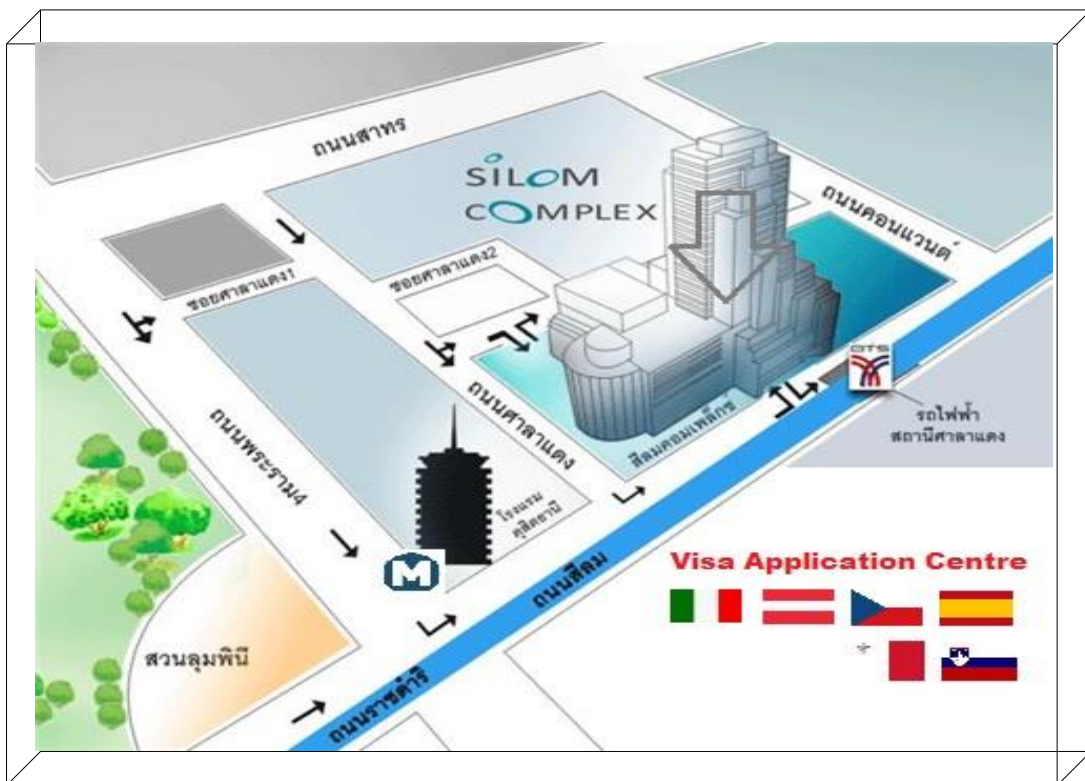 ถนนสาทร
SILOM
COMPLEX
ถนนคอนแวนต์
ซอยศาลาแดง1
ซอยศาลาแดง2
BTS
รถไฟฟ้า
สถานีศาลาแดง
ถนนศาลาแดง
สีลมคอมเพล็กซ์
ถนนพระราม4
โรงแรม
ดุสิตธานี
M
ถนนสีลม
Visa Application Centre
สวนลุมพินี
ถนนราชดำริ